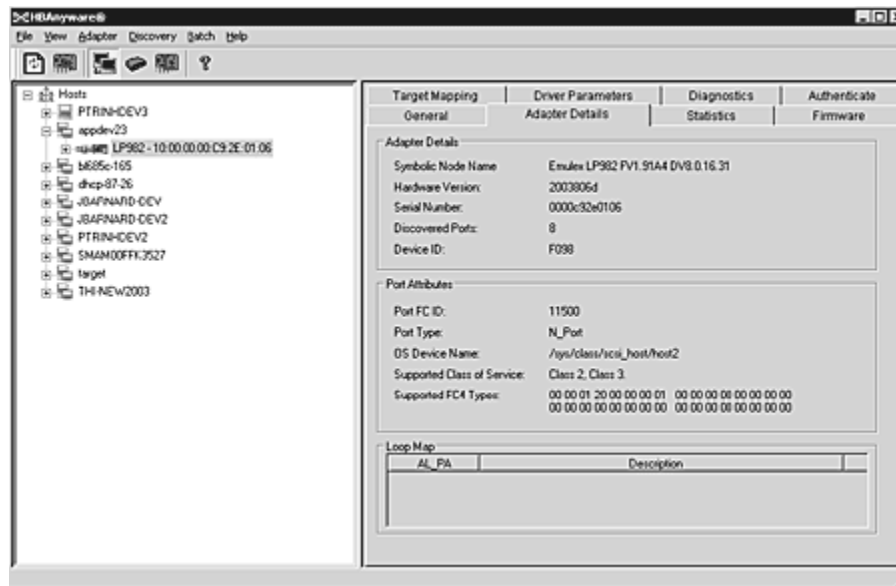 HBAnyware®
File View Adapter Discovery Batch Help
Hosts
PTRINHDEV3
appdev23
LP982 - 10:00:00:00:C9:2E:01:06
bl685c-165
dhcp-87-26
JBARNARD-DEV
JBARNARD-DEV2
PTRINHDEV2
SMAM00FFK3527
target
THI-NEW2003
Target Mapping Driver Parameters Diagnostics Authenticate
General Adapter Details Statistics Firmware
Adapter Details
Symbolic Node Name Emulex LP982 FV1.91A4 DV8.0.16.31
Hardware Version: 2003806d
Serial Number: 0000c92e0106
Discovered Ports: 8
Device ID: F098
Port Attributes
Port FC ID: 11500
Port Type: N_Port
OS Device Name: /sys/class/scsi_host/host2
Supported Class of Service: Class 2, Class 3.
Supported FC4 Types: 00 00 01 20 00 00 00 01 00 00 00 00 00 00 00 00
00 00 00 00 00 00 00 00 00 00 00 00 00 00 00 00
Loop Map
AL_PA Description